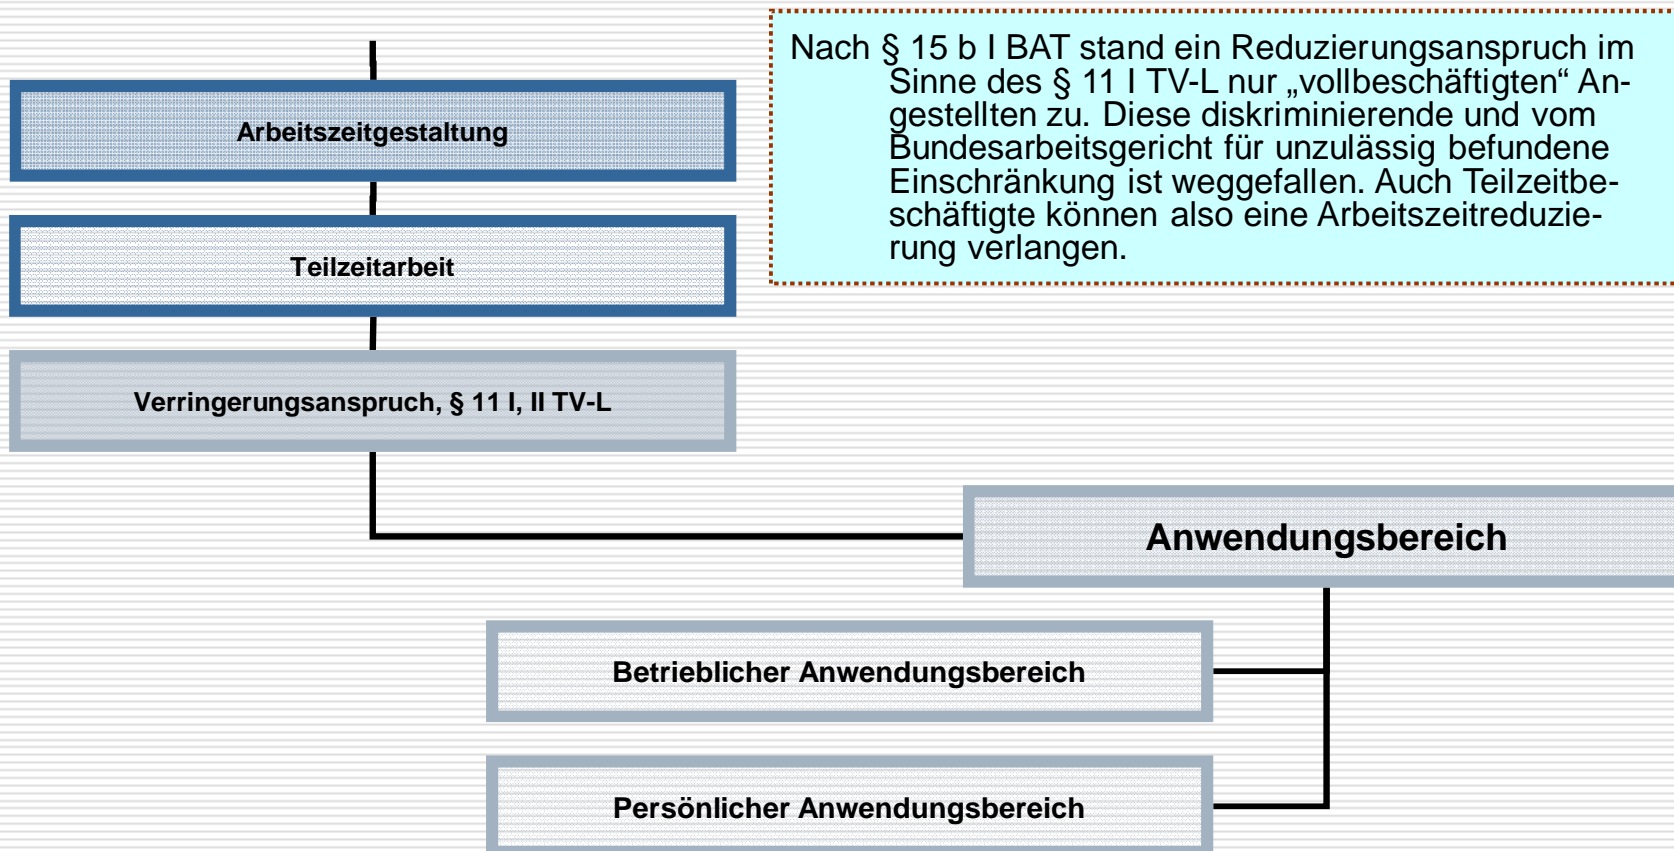 Nach § 15 b I BAT stand ein Reduzierungsanspruch im
Sinne des § 11 I TV-L nur „vollbeschäftigten“ An-
gestellten zu. Diese diskriminierende und vom
Bundesarbeitsgericht für unzulässig befundene
Einschränkung ist weggefallen. Auch Teilzeitbe-
schäftigte können also eine Arbeitszeitreduzie-
rung verlangen.
Arbeitszeitgestaltung
Teilzeitarbeit
Verringerungsanspruch, § 11 I, II TV-L
Anwendungsbereich
Betrieblicher Anwendungsbereich
Persönlicher Anwendungsbereich